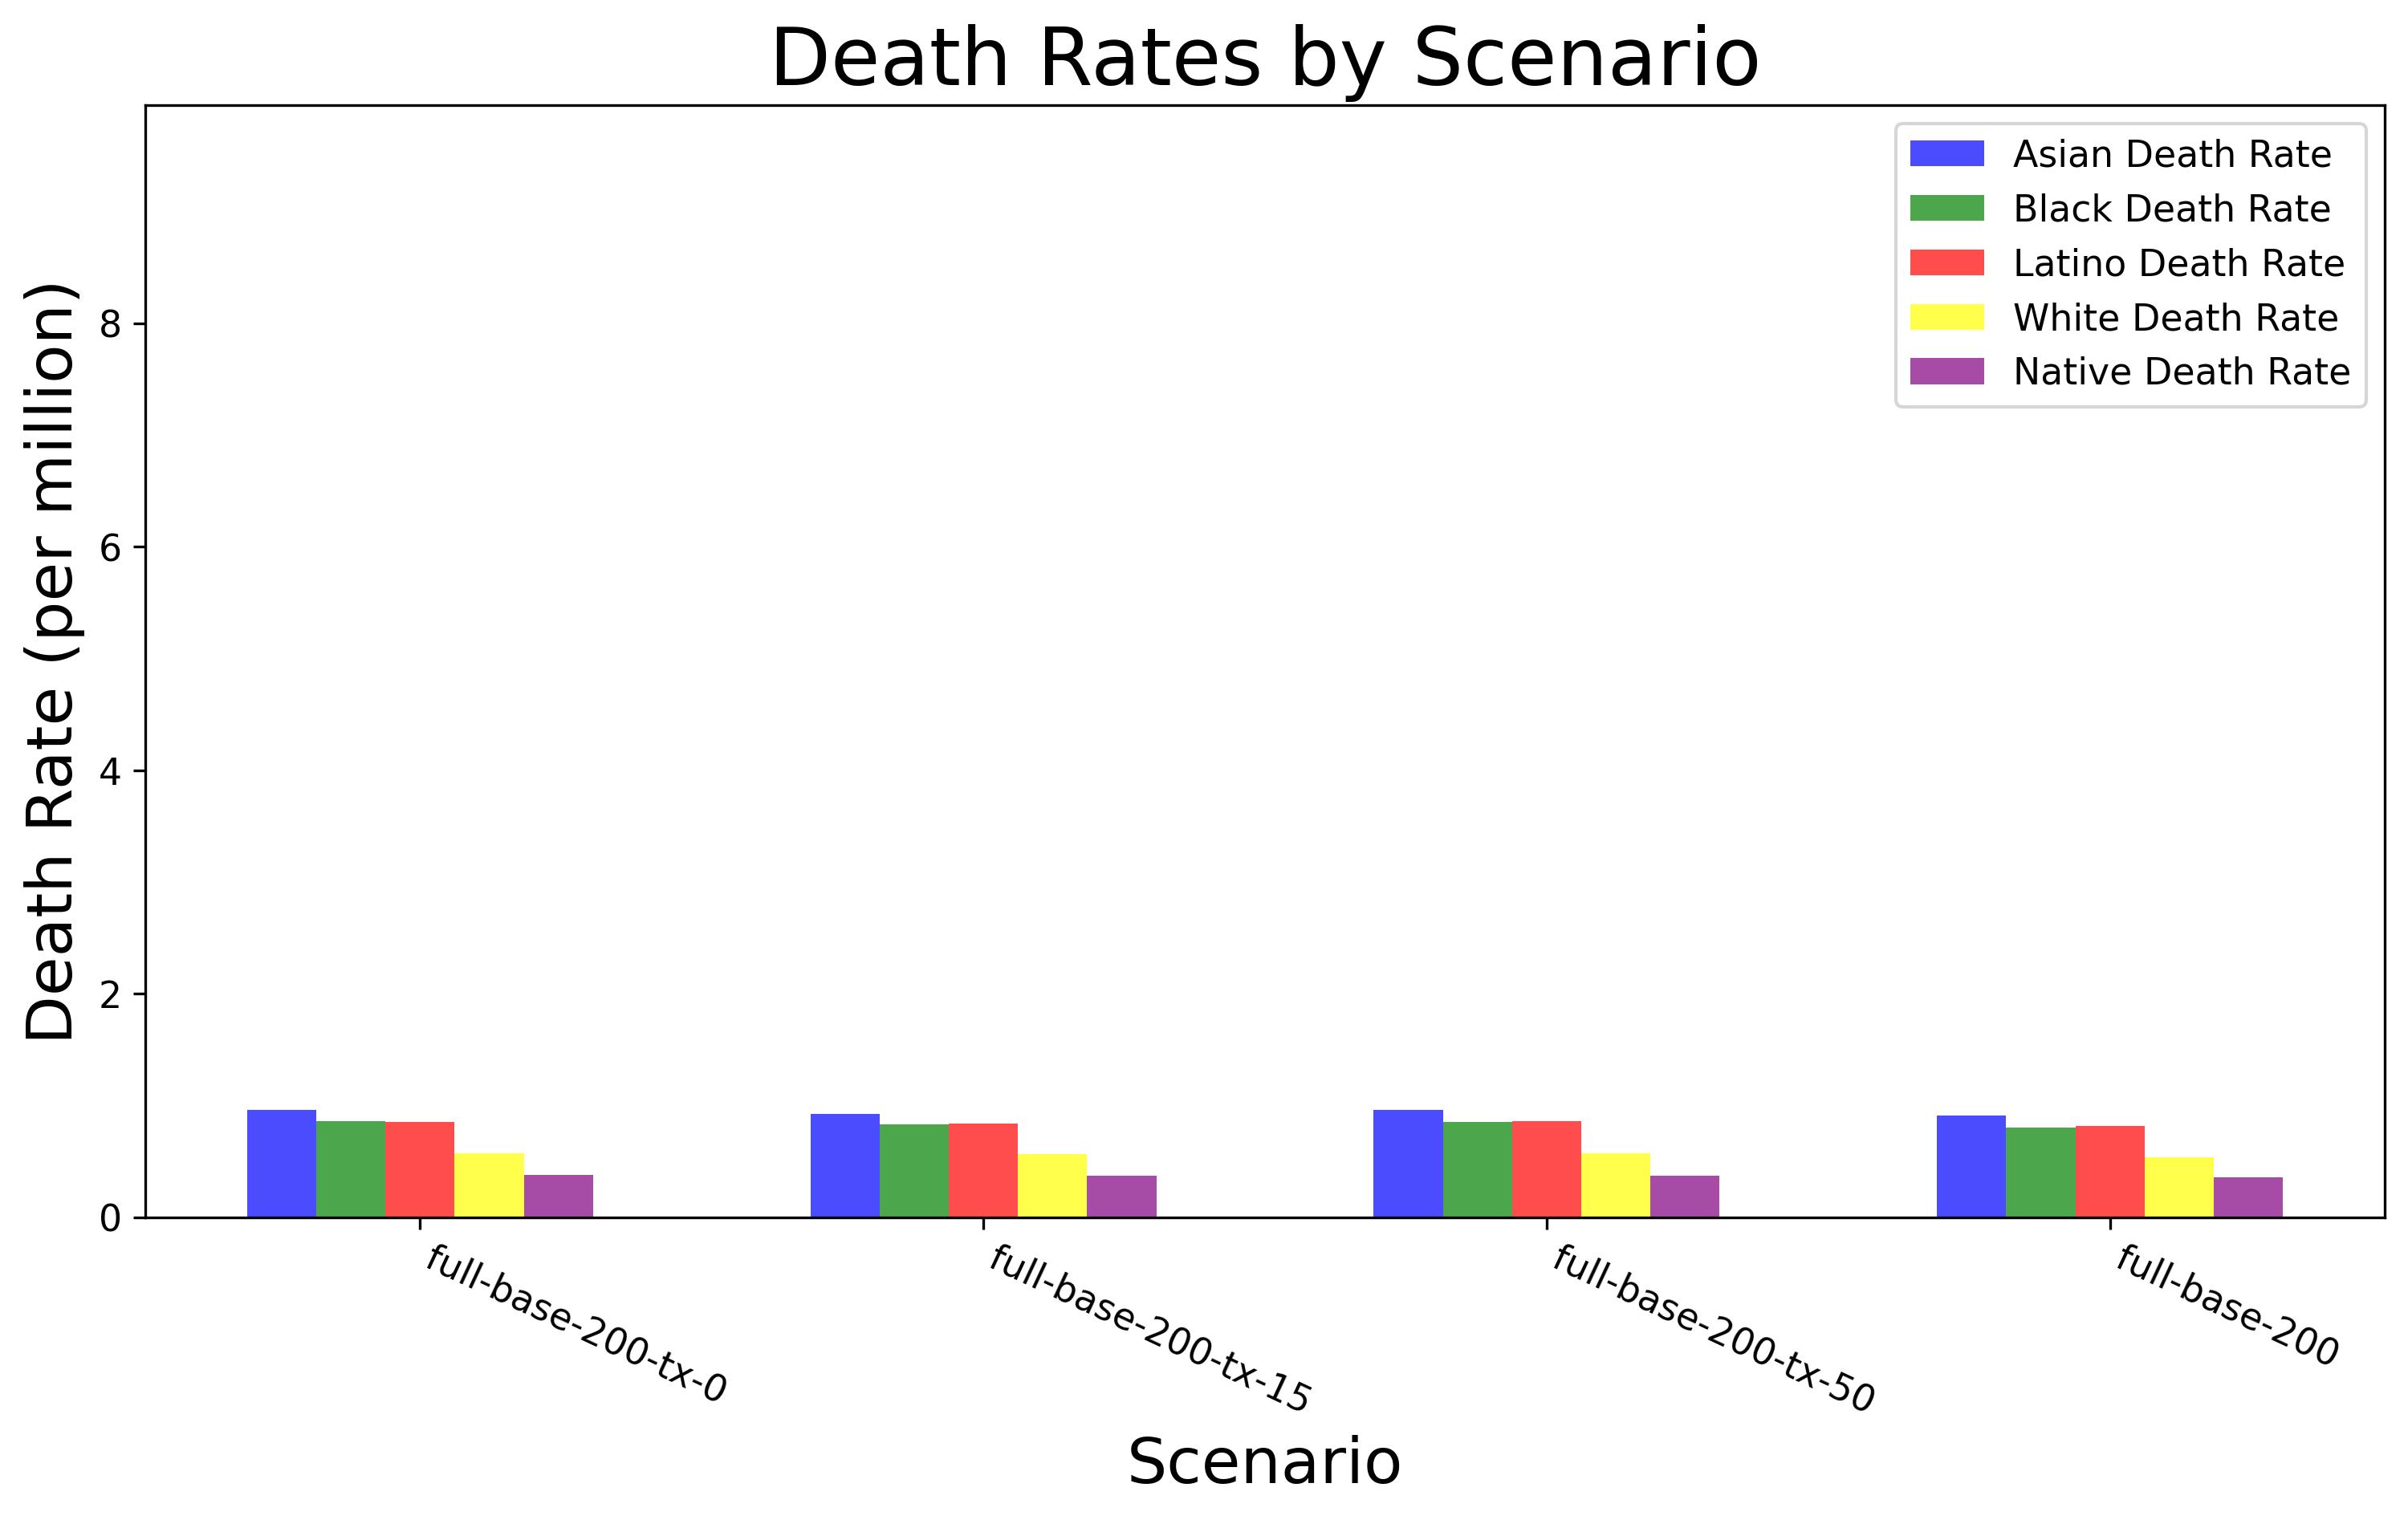 Death Rates by Scenario
Asian Death Rate
Black Death Rate
Latino Death Rate
White Death Rate
Native Death Rate
Death Rate (per million)
8
6
4
2
0
full-base-200-tx-0
full-base-200-tx-15
full-base-200-tx-50
full-base-200
Scenario